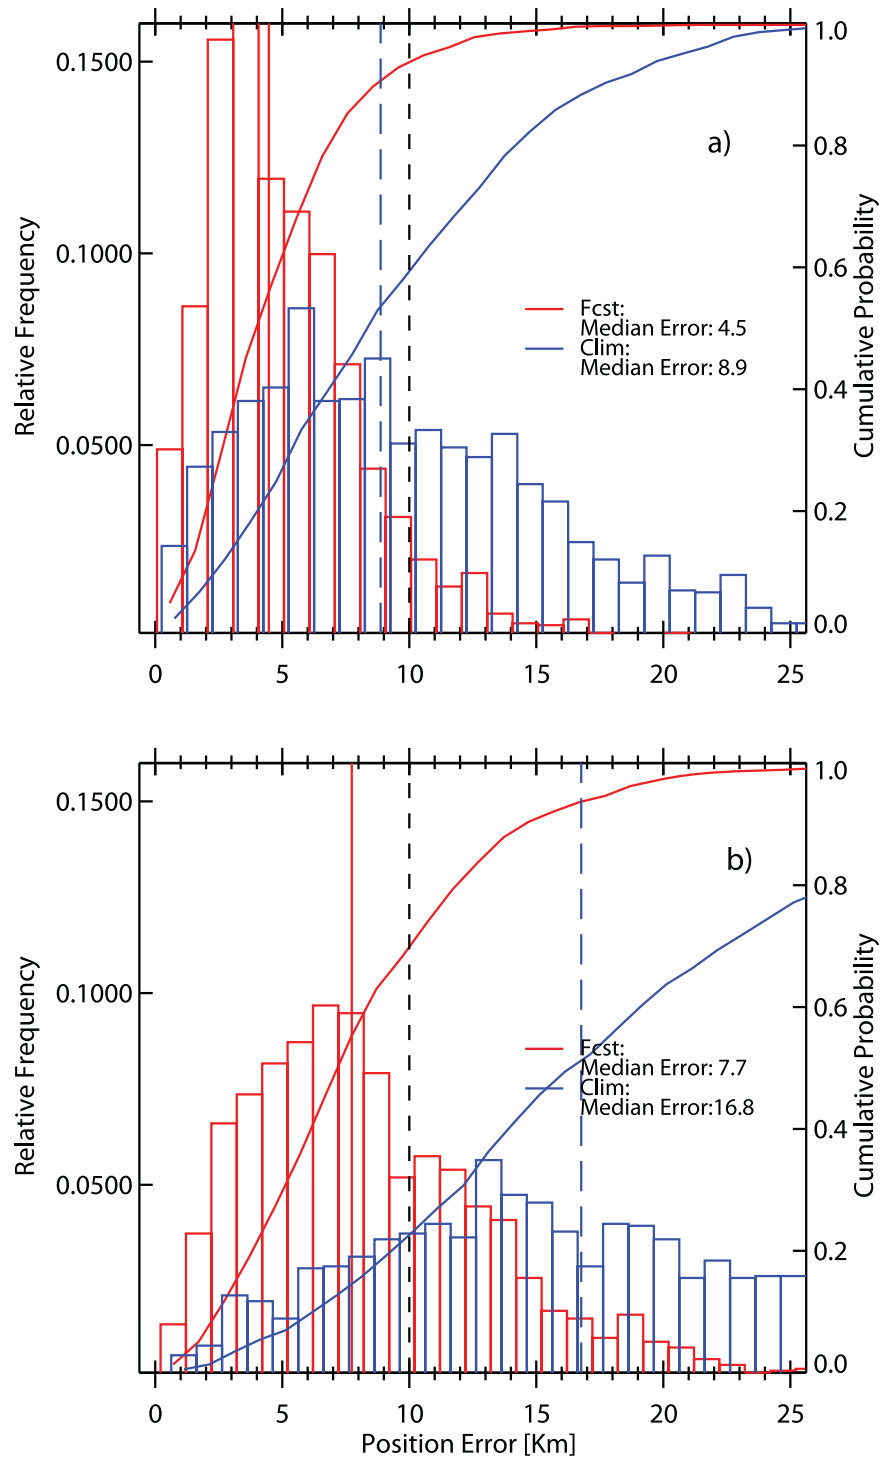 0.1500
0.1000
0.0500
Relative Frequency
1.0
0.8
0.6
0.4
0.2
0.0
Cumulative Probability
a)
Fcst:
Median Error: 4.5
Clim:
Median Error: 8.9
0 5 10 15 20 25
0.1500
0.1000
0.0500
Relative Frequency
1.0
0.8
0.6
0.4
0.2
0.0
Cumulative Probability
b)
Fcst:
Median Error: 7.7
Clim:
Median Error:16.8
0 5 10 15 20 25
Position Error [Km]